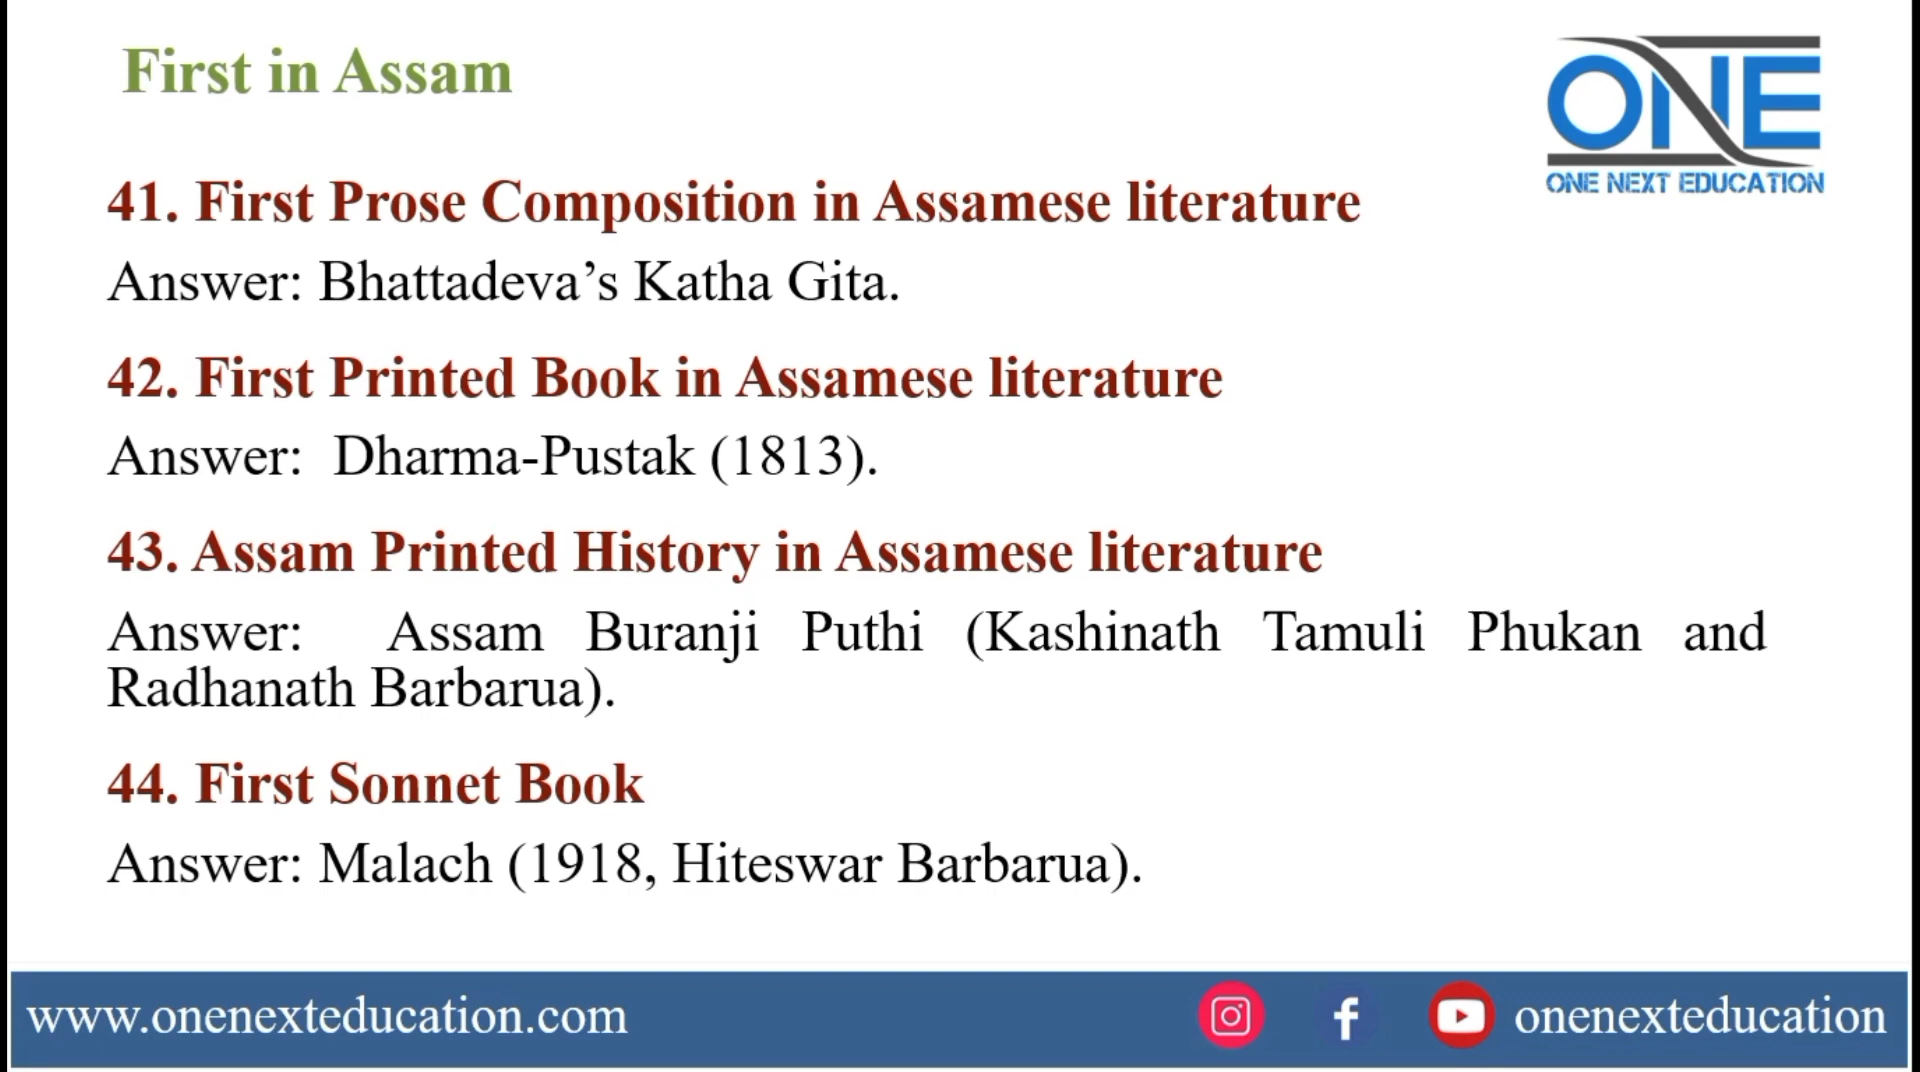 First in Assam
ONE
ONE NEXT EDUCATION
41. First Prose Composition in Assamese literature
Answer: Bhattadeva’s Katha Gita.
42. First Printed Book in Assamese literature
Answer: Dharma-Pustak (1813).
43. Assam Printed History in Assamese literature
Answer: Assam Buranji Puthi (Kashinath Tamuli Phukan and
Radhanath Barbarua).
44. First Sonnet Book
Answer: Malach (1918, Hiteswar Barbarua).
www.onenexteducation.com
onenexteducation